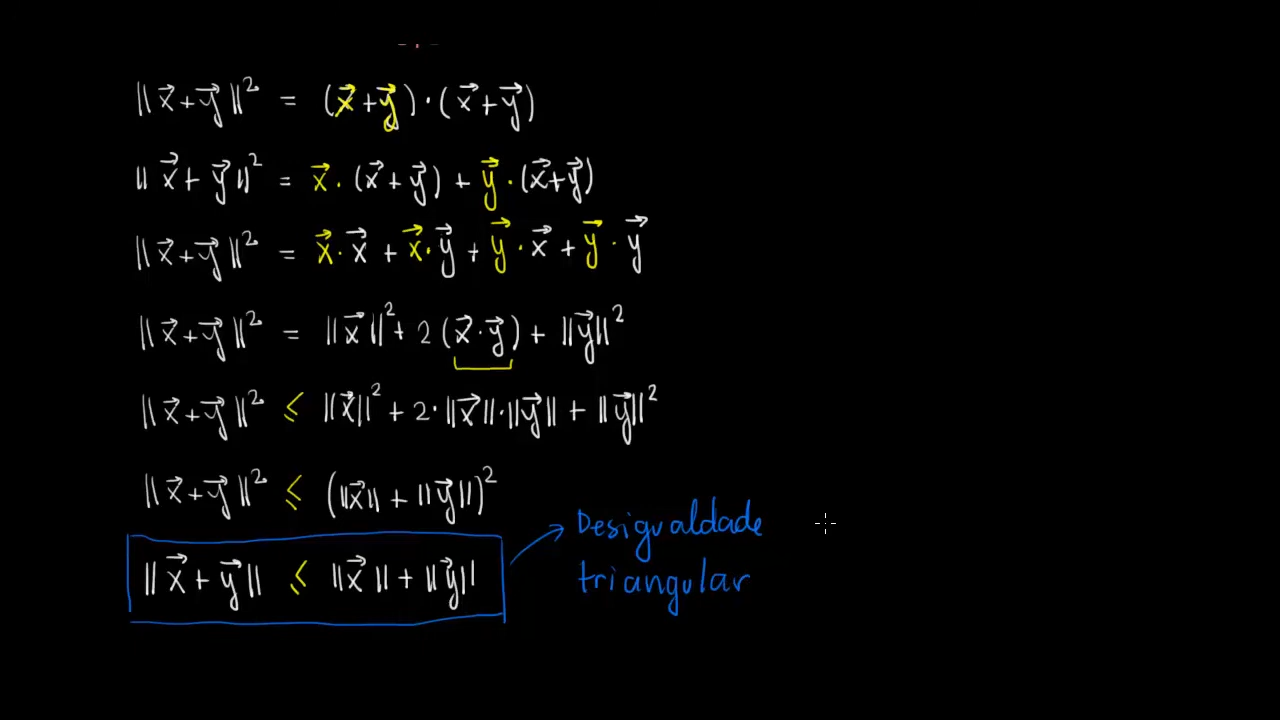 ‖x⃗+y⃗‖² = (x⃗+y⃗)·(x⃗+y⃗)
‖x⃗+y⃗‖² = x⃗·(x⃗+y⃗) + y⃗·(x⃗+y⃗)
‖x⃗+y⃗‖² = x⃗·x⃗ + x⃗·y⃗ + y⃗·x⃗ + y⃗·y⃗
‖x⃗+y⃗‖² = ‖x⃗‖² + 2(x⃗·y⃗) + ‖y⃗‖²
‖x⃗+y⃗‖² ≤ ‖x⃗‖² + 2·‖x⃗‖·‖y⃗‖ + ‖y⃗‖²
‖x⃗+y⃗‖² ≤ (‖x⃗‖ + ‖y⃗‖)²
‖x⃗+y⃗‖ ≤ ‖x⃗‖ + ‖y⃗‖
Desigualdade
triangular